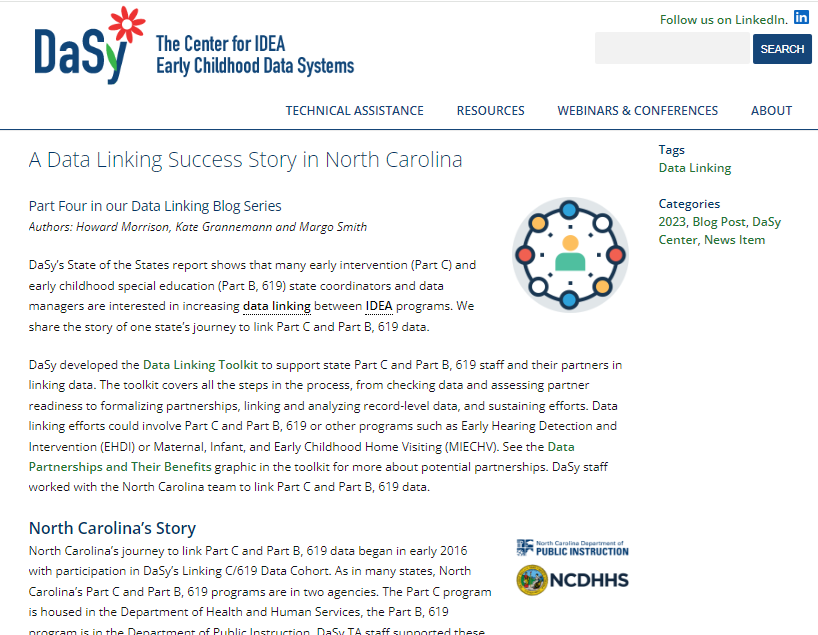 Follow us on LinkedIn. in
DaSy The Center for IDEA
Early Childhood Data Systems
SEARCH
TECHNICAL ASSISTANCE RESOURCES WEBINARS & CONFERENCES ABOUT
A Data Linking Success Story in North Carolina
Part Four in our Data Linking Blog Series
Authors: Howard Morrison, Kate Grannemann and Margo Smith
DaSy's State of the States report shows that many early intervention (Part C) and
early childhood special education (Part B, 619) state coordinators and data
managers are interested in increasing data linking between IDEA programs. We
share the story of one state's journey to link Part C and Part B, 619 data.
DaSy developed the Data Linking Toolkit to support state Part C and Part B, 619 staff and their partners in
linking data. The toolkit covers all the steps in the process, from checking data and assessing partner
readiness to formalizing partnerships, linking and analyzing record-level data, and sustaining efforts. Data
linking efforts could involve Part C and Part B, 619 or other programs such as Early Hearing Detection and
Intervention (EHDI) or Maternal, Infant, and Early Childhood Home Visiting (MIECHV). See the Data
Partnerships and Their Benefits graphic in the toolkit for more about potential partnerships. DaSy staff
worked with the North Carolina team to link Part C and Part B, 619 data.
North Carolina's Story
North Carolina's journey to link Part C and Part B, 619 data began in early 2016
with participation in DaSy's Linking C/619 Data Cohort. As in many states, North
Carolina's Part C and Part B, 619 programs are in two agencies. The Part C program
is housed in the Department of Health and Human Services, the Part B, 619
program is in the Department of Public Instruction. DaSy TA staff supported these
North Carolina Department of
PUBLIC INSTRUCTION
NCDHHS
Tags
Data Linking
Categories
2023, Blog Post, DaSy
Center, News Item